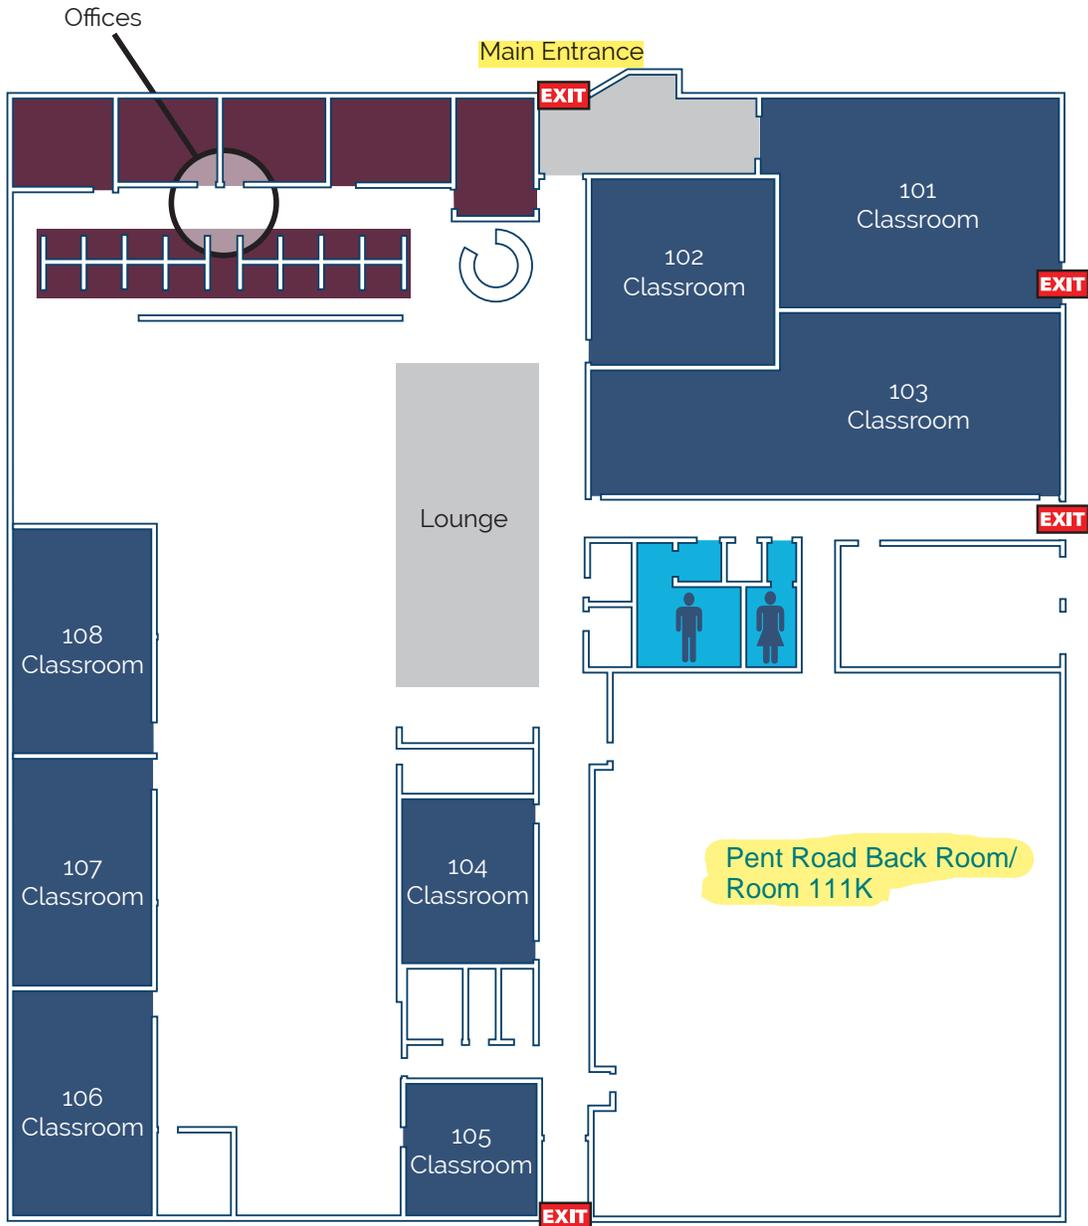 Offices
Main Entrance
EXIT
101
Classroom
102
Classroom
EXIT
103
Classroom
Lounge
EXIT
108
Classroom
Pent Road Back Room/
Room 111K
107
Classroom
104
Classroom
106
Classroom
105
Classroom
EXIT